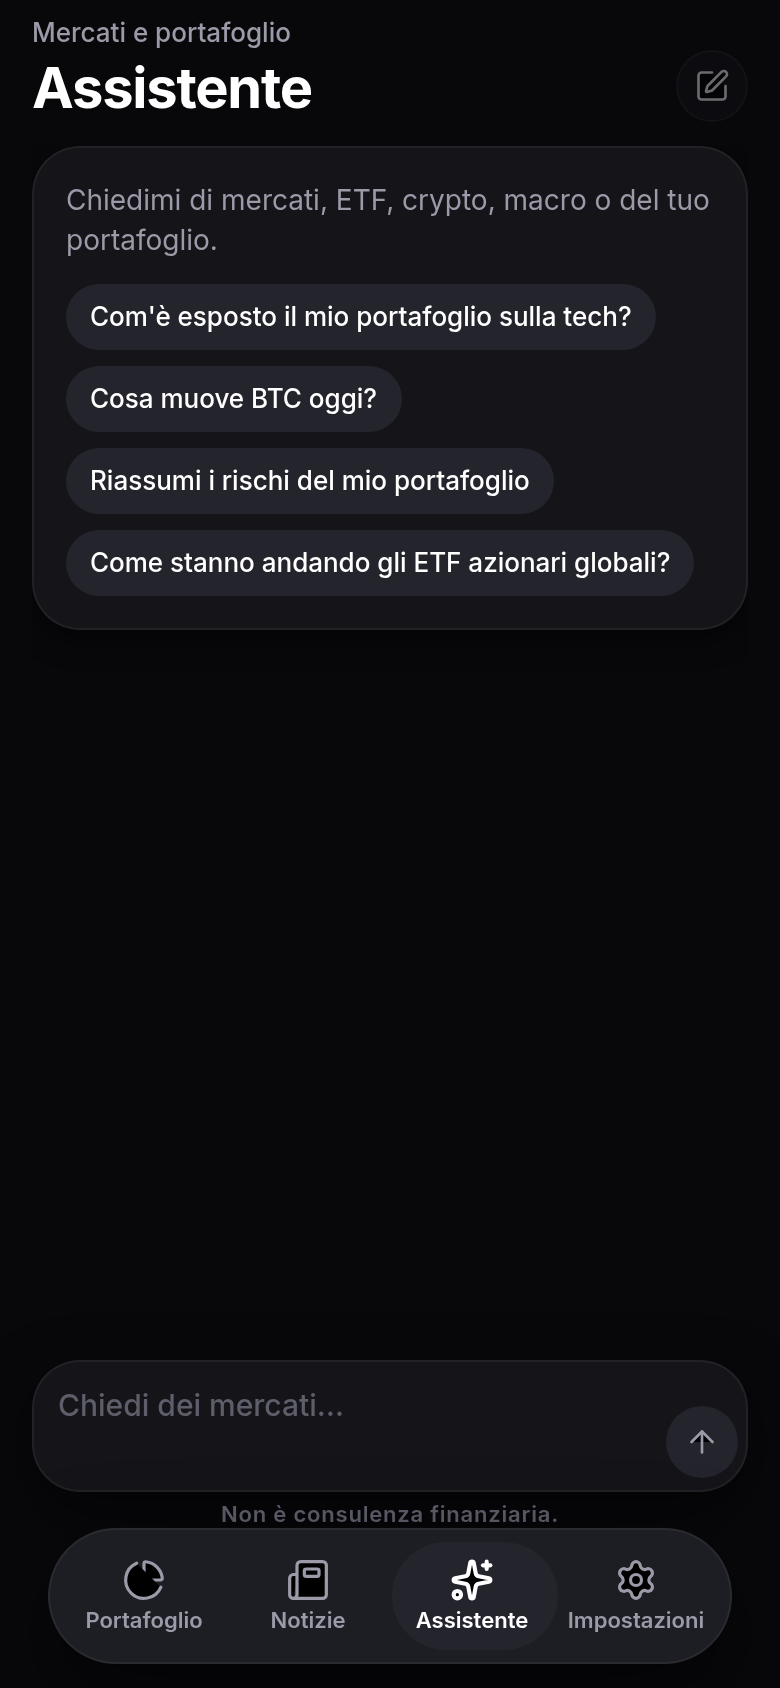 Mercati e portafoglio
Assistente
Chiedimi di mercati, ETF, crypto, macro o del tuo
portafoglio.
Com'è esposto il mio portafoglio sulla tech?
Cosa muove BTC oggi?
Riassumi i rischi del mio portafoglio
Come stanno andando gli ETF azionari globali?
Chiedi dei mercati...
Non è consulenza finanziaria.
Portafoglio Notizie Assistente Impostazioni